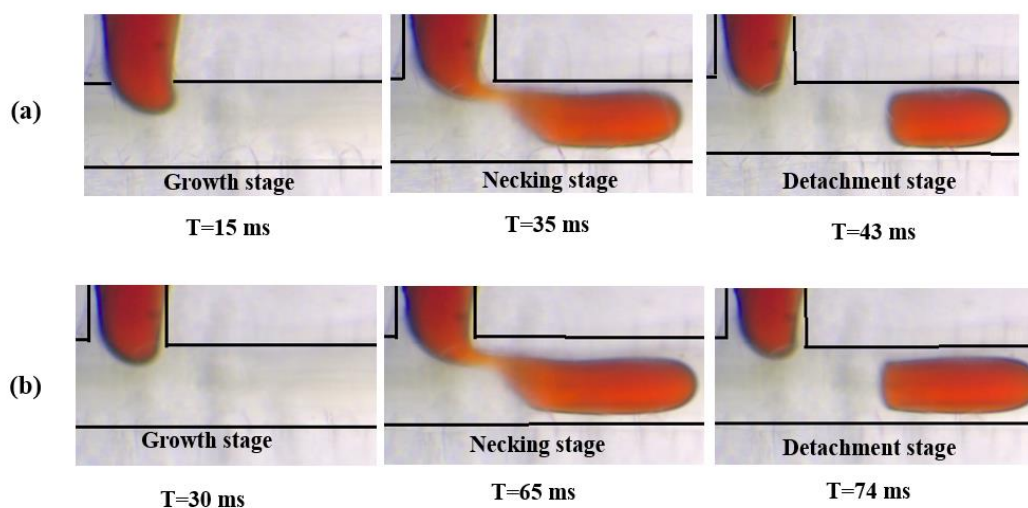 (a)
Growth stage
Necking stage
Detachment stage
T=15 ms
T=35 ms
T=43 ms
(b)
Growth stage
Necking stage
Detachment stage
T=30 ms
T=65 ms
T=74 ms